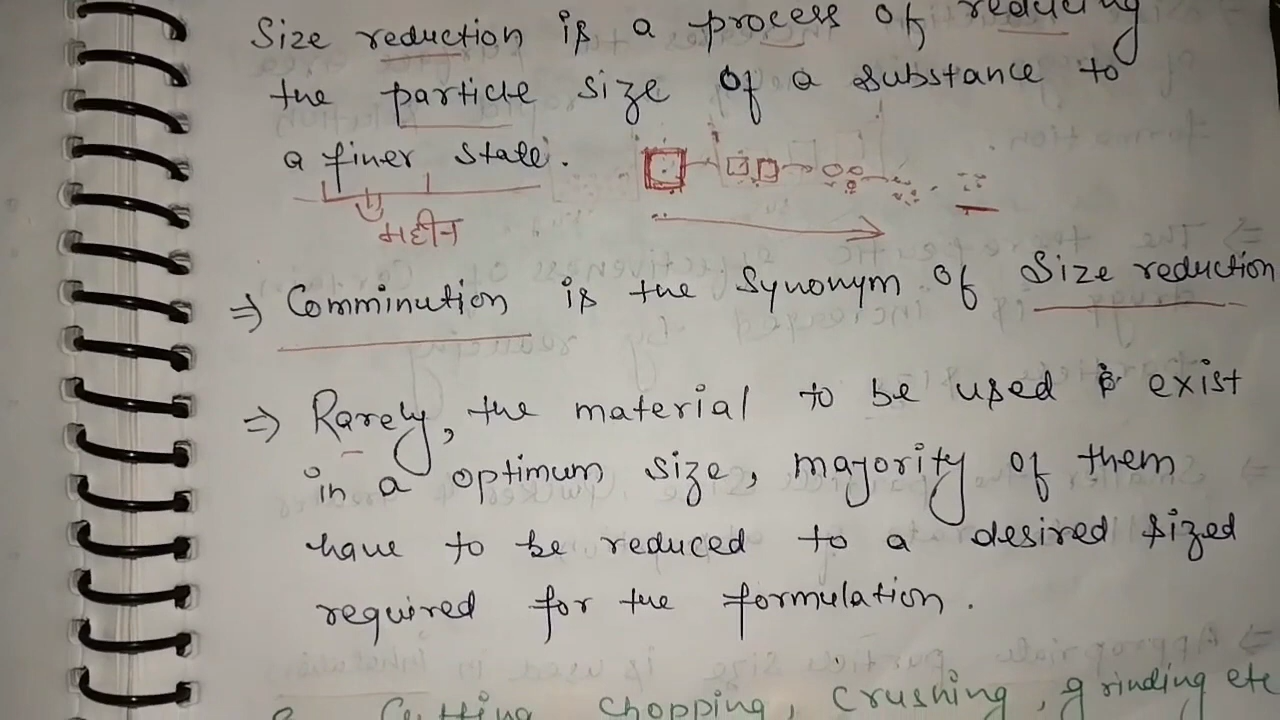 Size reduction is a process of reducing
the particle size of a substance to
a finer state.
महीन
⇒ Comminution is the Synonym of Size reduction
⇒ Rarely, the material to be used exist
in a optimum size, majority of them
have to be reduced to a desired sized
required for the formulation.
Cutting chopping, crushing, grinding etc